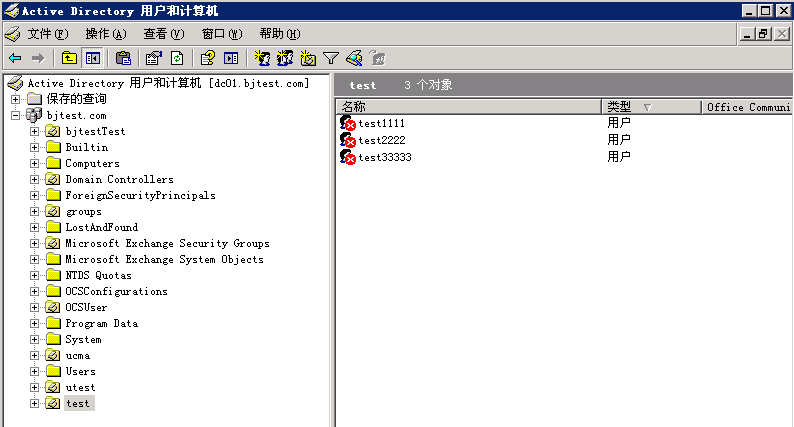 Active Directory 用户和计算机
文件(F) 操作(A) 查看(V) 窗口(W) 帮助(H)
Active Directory 用户和计算机 [dc01.bjtest.com]
保存的查询
bjtest.com
bjtestTest
Builtin
Computers
Domain Controllers
ForeignSecurityPrincipals
groups
LostAndFound
Microsoft Exchange Security Groups
Microsoft Exchange System Objects
NTDS Quotas
OCSConfigurations
OCSUser
Program Data
System
ucma
Users
utest
test
test 3 个对象
名称 类型 Office Communi
test1111 用户
test2222 用户
test33333 用户